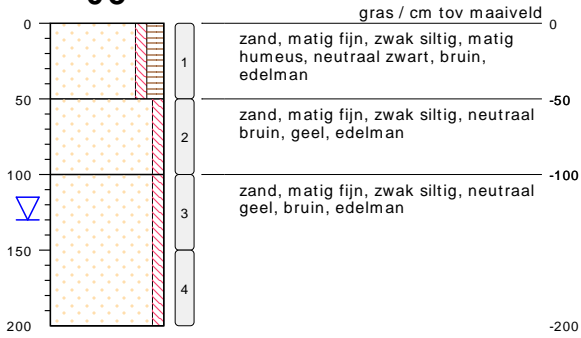 gras / cm tov maaiveld
0
0
zand, matig fijn, zwak siltig, matig
humeus, neutraal zwart, bruin,
edelman
1
50
-50
zand, matig fijn, zwak siltig, neutraal
bruin, geel, edelman
2
100
-100
zand, matig fijn, zwak siltig, neutraal
geel, bruin, edelman
3
150
4
200
-200